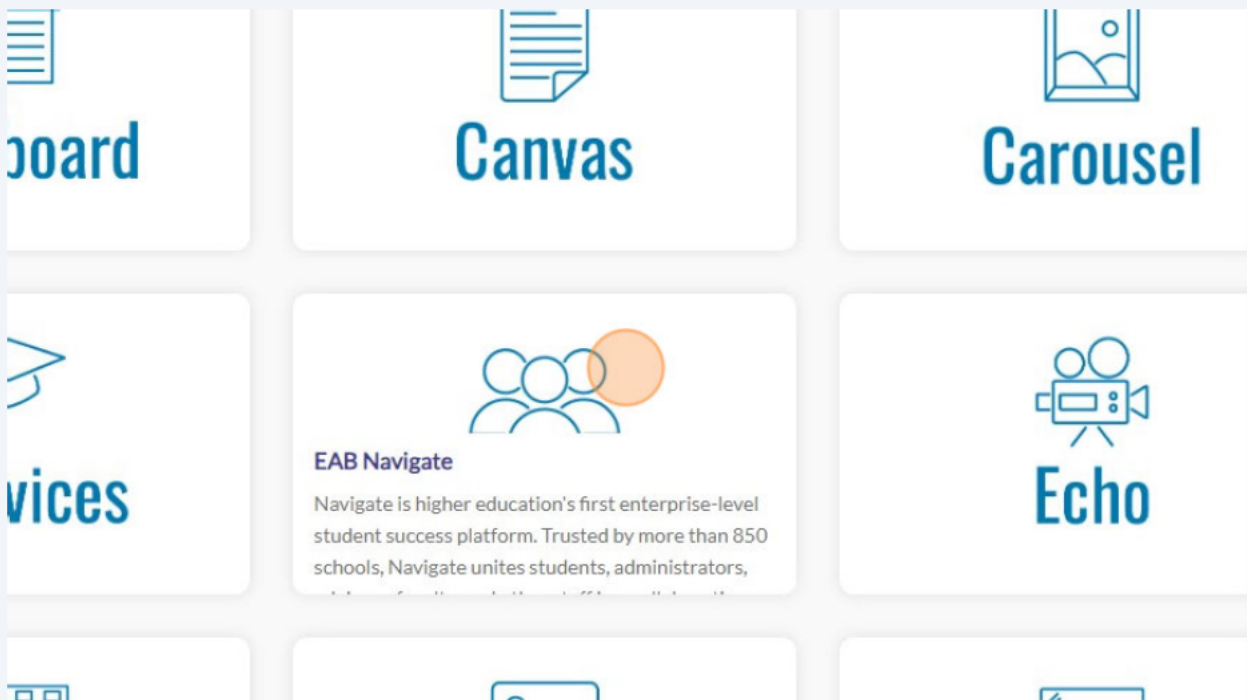 board
Canvas
Carousel
EAB Navigate
Navigate is higher education's first enterprise-level
student success platform. Trusted by more than 850
schools, Navigate unites students, administrators,
vices
Echo